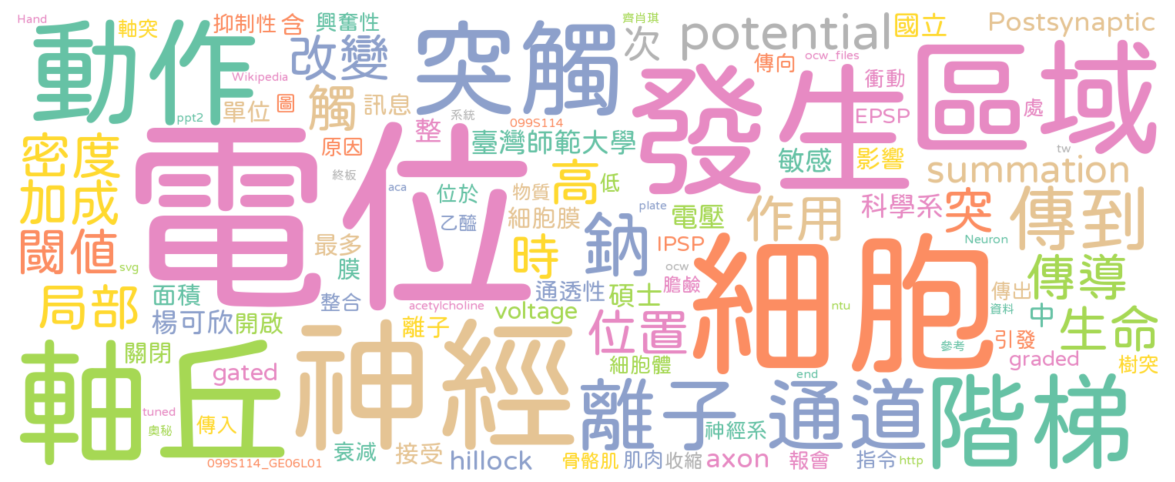 Hand
軸突
抑制性
含
興奮性
動作
改變
突觸
次
齊肖琪
potential
國立
Postsynaptic
Wikipedia
ppt2
單位
圖
觸
訊息
系統
099S114
整
原因
終板
臺灣師範大學
傳向
ocw_files
衝動
EPSP
處
tw
發生
區域
敏感
影響
summation
密度
加成
電位
aca
位於
乙醯
物質
高
低
細胞膜
plate
鈉
電壓
作用
科學系
突
傳到
閾值
svg
最多
膜
時
IPSP
ocw
膽鹼
Neuron
局部
面積
整合
acetylcholine
通透性
碩士
細胞
傳導
傳出
資料
中
生命
楊可欣
開啟
離子
voltage
位置
ntu
引發
參考
樹突
軸丘
關閉
gated
神經
細胞體
graded
end
tuned
奧秘
傳入
離子
通道
階梯
099S114_GE06L01
衰減
接受
hillock
骨骼肌
肌肉
收縮
神經系
axon
報會
指令
http